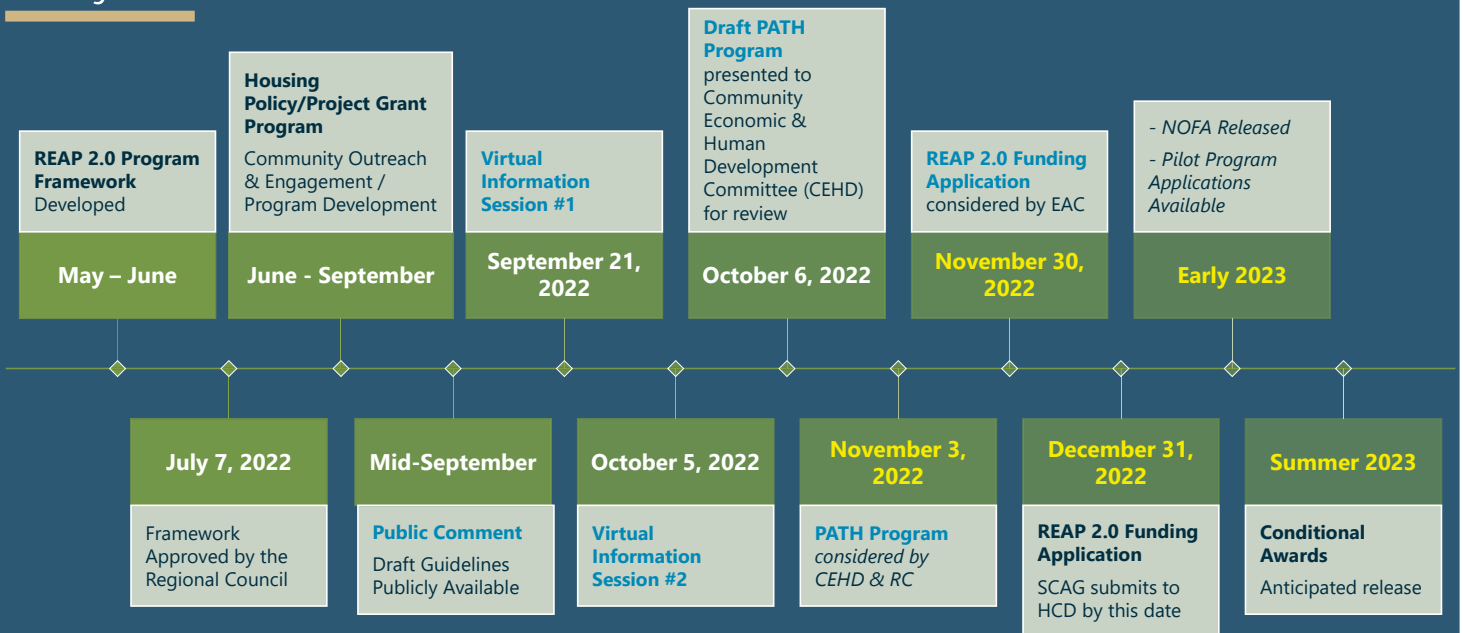 REAP 2.0 Program
Framework
Developed
May – June
Housing
Policy/Project Grant
Program
Community Outreach
& Engagement /
Program Development
June - September
Virtual
Information
Session #1
September 21,
2022
Draft PATH
Program
presented to
Community
Economic &
Human
Development
Committee (CEHD)
for review
October 6, 2022
REAP 2.0 Funding
Application
considered by EAC
November 30,
2022
- NOFA Released
- Pilot Program
Applications
Available
Early 2023
July 7, 2022
Framework
Approved by the
Regional Council
Mid-September
Public Comment
Draft Guidelines
Publicly Available
October 5, 2022
Virtual
Information
Session #2
November 3,
2022
PATH Program
considered by
CEHD & RC
December 31,
2022
REAP 2.0 Funding
Application
SCAG submits to
HCD by this date
Summer 2023
Conditional
Awards
Anticipated release